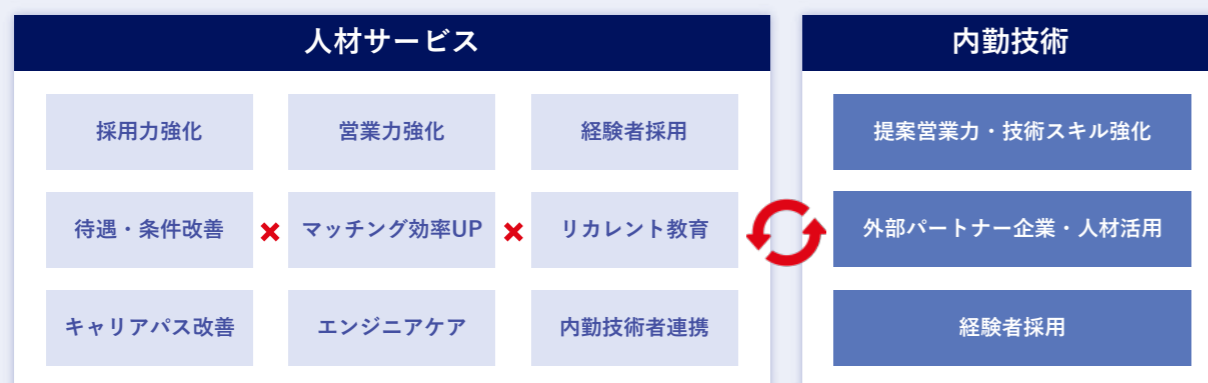 人材サービス
内勤技術
採用力強化
営業力強化
経験者採用
提案営業力・技術スキル強化
待遇・条件改善
マッチング効率UP
リカレント教育
外部パートナー企業・人材活用
キャリアパス改善
エンジニアケア
内勤技術者連携
経験者採用